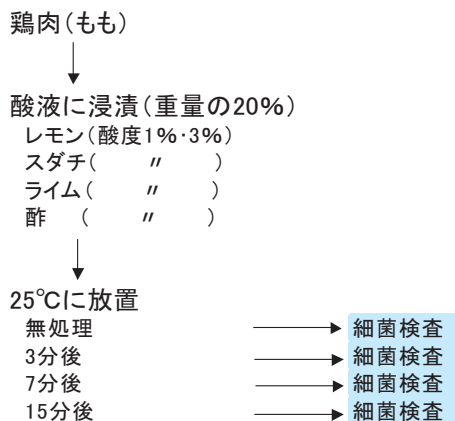 鶏肉(もも)
酸液に浸漬(重量の20%)
レモン(酸度1%・3%)
スダチ( 〃 )
ライム( 〃 )
酢 ( 〃 )
25℃に放置
無処理 細菌検査
3分後 細菌検査
7分後 細菌検査
15分後 細菌検査